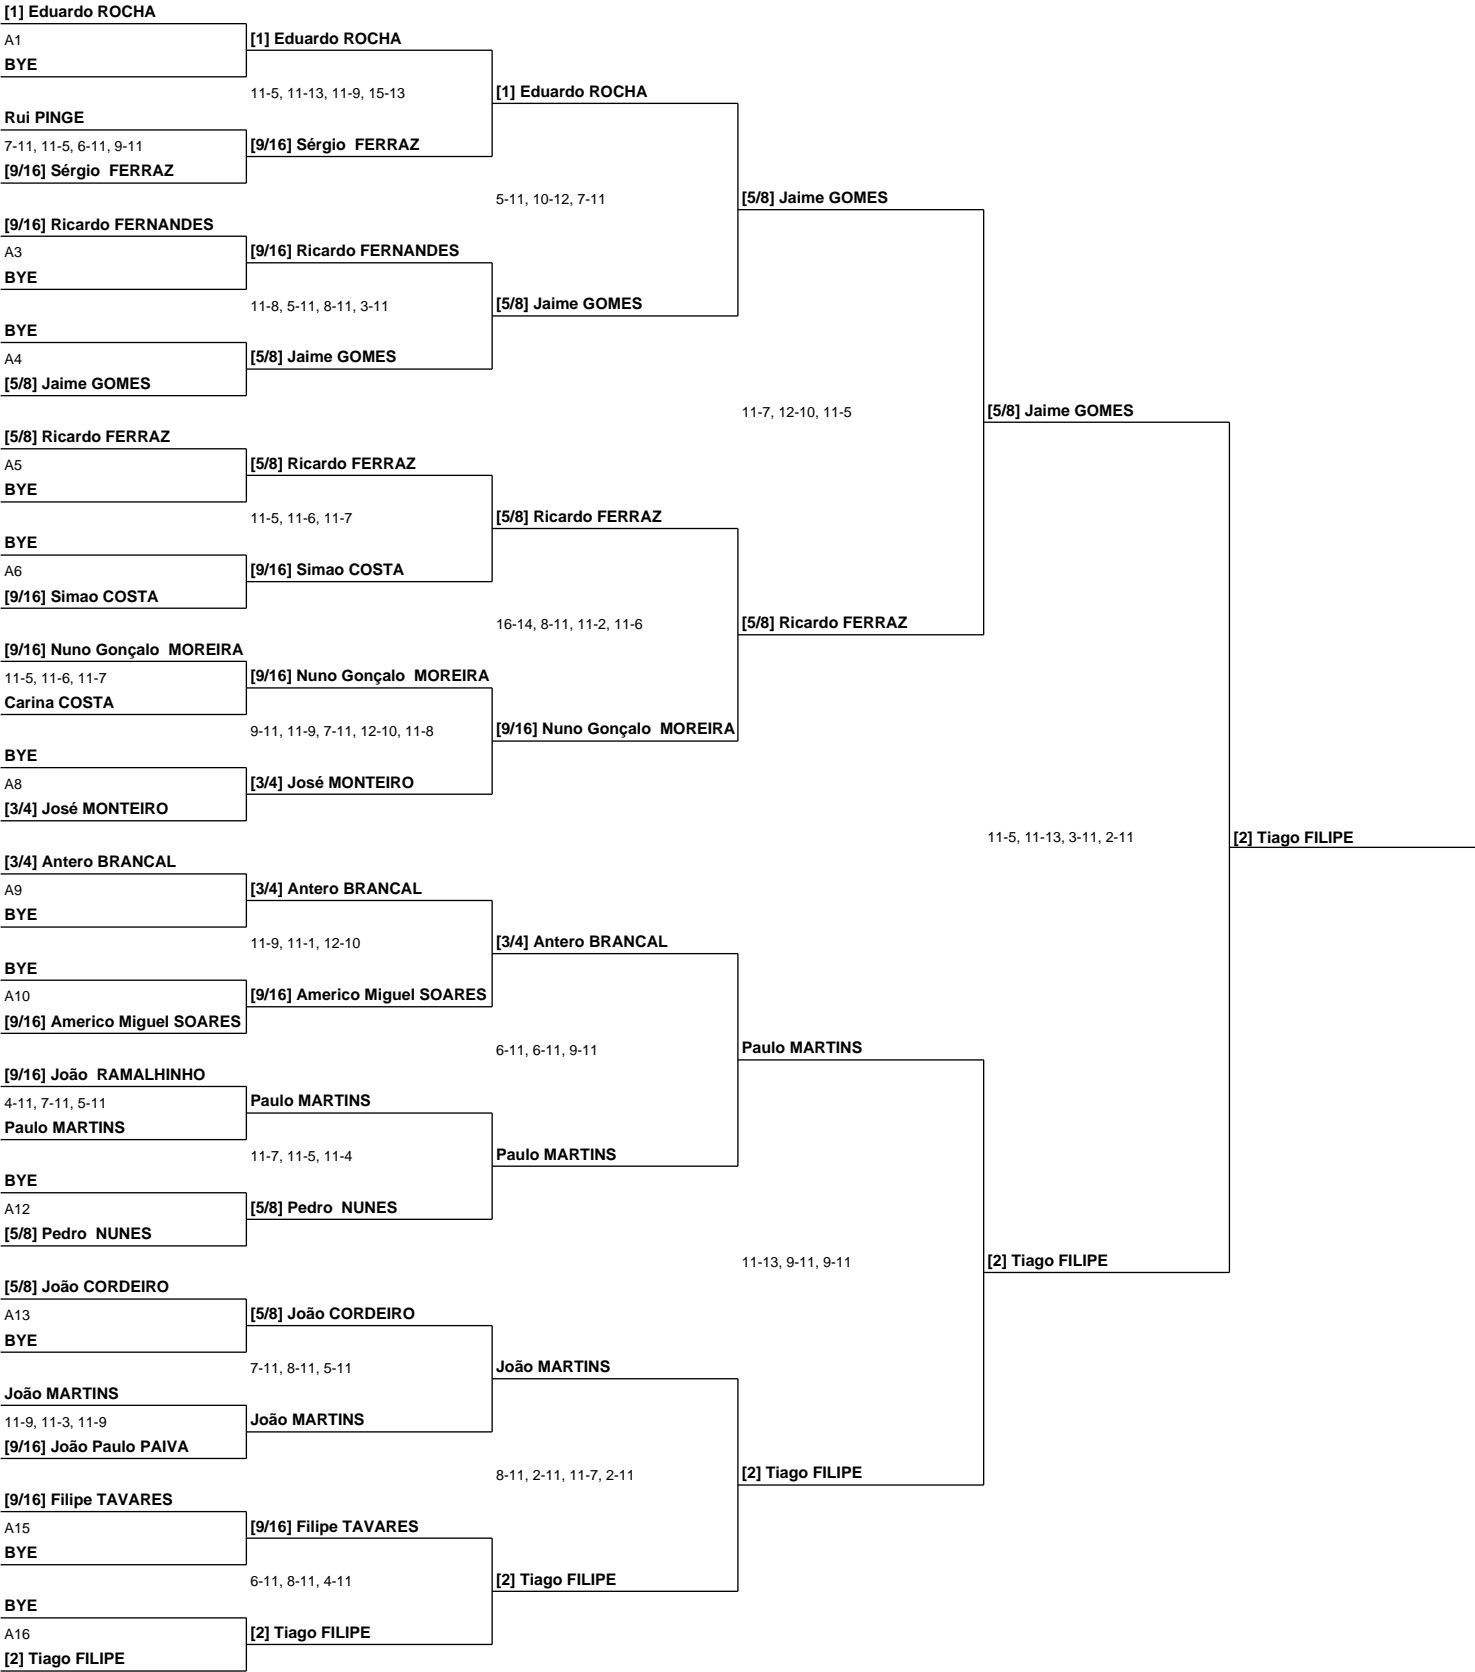 [1] Eduardo ROCHA
A1
[1] Eduardo ROCHA
BYE
11-5, 11-13, 11-9, 15-13
[1] Eduardo ROCHA
Rui PINGE
7-11, 11-5, 6-11, 9-11
[9/16] Sérgio  FERRAZ
[9/16] Sérgio  FERRAZ
5-11, 10-12, 7-11
[5/8] Jaime GOMES
[9/16] Ricardo FERNANDES
A3
[9/16] Ricardo FERNANDES
BYE
11-8, 5-11, 8-11, 3-11
[5/8] Jaime GOMES
BYE
A4
[5/8] Jaime GOMES
[5/8] Jaime GOMES
11-7, 12-10, 11-5
[5/8] Jaime GOMES
[5/8] Ricardo FERRAZ
A5
[5/8] Ricardo FERRAZ
BYE
11-5, 11-6, 11-7
[5/8] Ricardo FERRAZ
BYE
A6
[9/16] Simao COSTA
[9/16] Simao COSTA
16-14, 8-11, 11-2, 11-6
[5/8] Ricardo FERRAZ
[9/16] Nuno Gonçalo  MOREIRA
11-5, 11-6, 11-7
[9/16] Nuno Gonçalo  MOREIRA
Carina COSTA
9-11, 11-9, 7-11, 12-10, 11-8
[9/16] Nuno Gonçalo  MOREIRA
BYE
A8
[3/4] José MONTEIRO
[3/4] José MONTEIRO
11-5, 11-13, 3-11, 2-11
[2] Tiago FILIPE
[3/4] Antero BRANCAL
A9
[3/4] Antero BRANCAL
BYE
11-9, 11-1, 12-10
[3/4] Antero BRANCAL
BYE
A10
[9/16] Americo Miguel SOARES
[9/16] Americo Miguel SOARES
6-11, 6-11, 9-11
Paulo MARTINS
[9/16] João  RAMALHINHO
4-11, 7-11, 5-11
Paulo MARTINS
Paulo MARTINS
11-7, 11-5, 11-4
Paulo MARTINS
BYE
A12
[5/8] Pedro  NUNES
[5/8] Pedro  NUNES
11-13, 9-11, 9-11
[2] Tiago FILIPE
[5/8] João CORDEIRO
A13
[5/8] João CORDEIRO
BYE
7-11, 8-11, 5-11
João MARTINS
João MARTINS
11-9, 11-3, 11-9
João MARTINS
[9/16] João Paulo PAIVA
8-11, 2-11, 11-7, 2-11
[2] Tiago FILIPE
[9/16] Filipe TAVARES
A15
[9/16] Filipe TAVARES
BYE
6-11, 8-11, 4-11
[2] Tiago FILIPE
BYE
A16
[2] Tiago FILIPE
[2] Tiago FILIPE